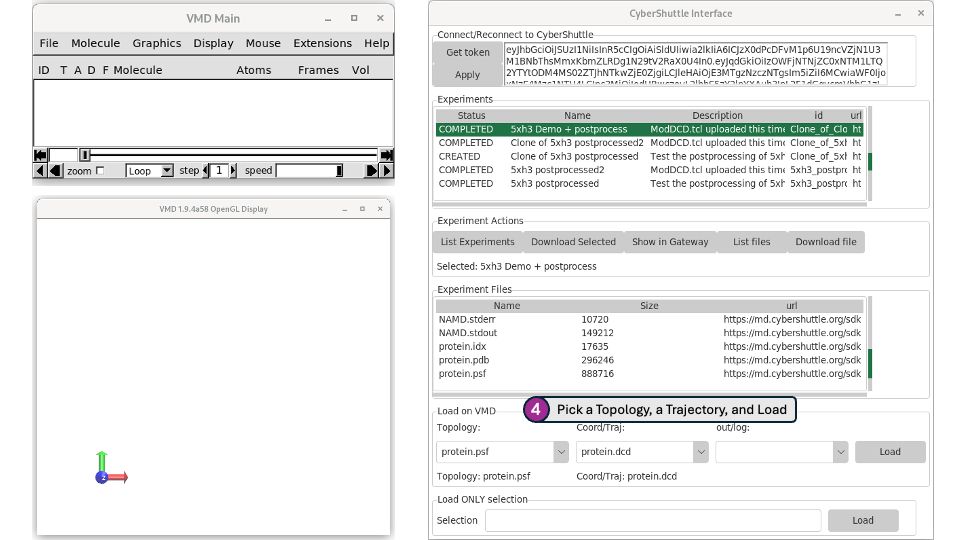 VMD Main
File Molecule Graphics Display Mouse Extensions Help
ID T A D F Molecule Atoms Frames Vol
zoom Loop step 1 speed
VMD 1.9.4a58 OpenGL Display
Z
CyberShuttle Interface
Connect/Reconnect to CyberShuttle
Get token
Apply
Experiments
Status Name Description id url
COMPLETED 5xh3 Demo + postprocess ModDCD.tcl uploaded this time Clone_of_Clo ht
COMPLETED Clone of 5xh3 postprocessed2 ModDCD.tcl uploaded this time Clone_of_5xh ht
CREATED Clone of 5xh3 postprocessed Test the postprocessing of 5xh Clone_of_5xh ht
COMPLETED 5xh3 postprocessed2 ModDCD.tcl uploaded this time 5xh3_postpro ht
COMPLETED 5xh3 postprocessed Test the postprocessing of 5xh 5xh3_postpro ht
Experiment Actions
List Experiments Download Selected Show in Gateway List files Download file
Selected: 5xh3 Demo + postprocess
Experiment Files
Name Size url
NAMD.stderr 10720 https://md.cybershuttle.org/sdk
NAMD.stdout 149212 https://md.cybershuttle.org/sdk
protein.idx 17635 https://md.cybershuttle.org/sdk
protein.pdb 296246 https://md.cybershuttle.org/sdk
protein.psf 888716 https://md.cybershuttle.org/sdk
4 Pick a Topology, a Trajectory, and Load
Load on VMD
Topology: Coord/Traj: out/log:
protein.psf protein.dcd Load
Topology: protein.psf Coord/Traj: protein.dcd
Load ONLY selection
Selection Load